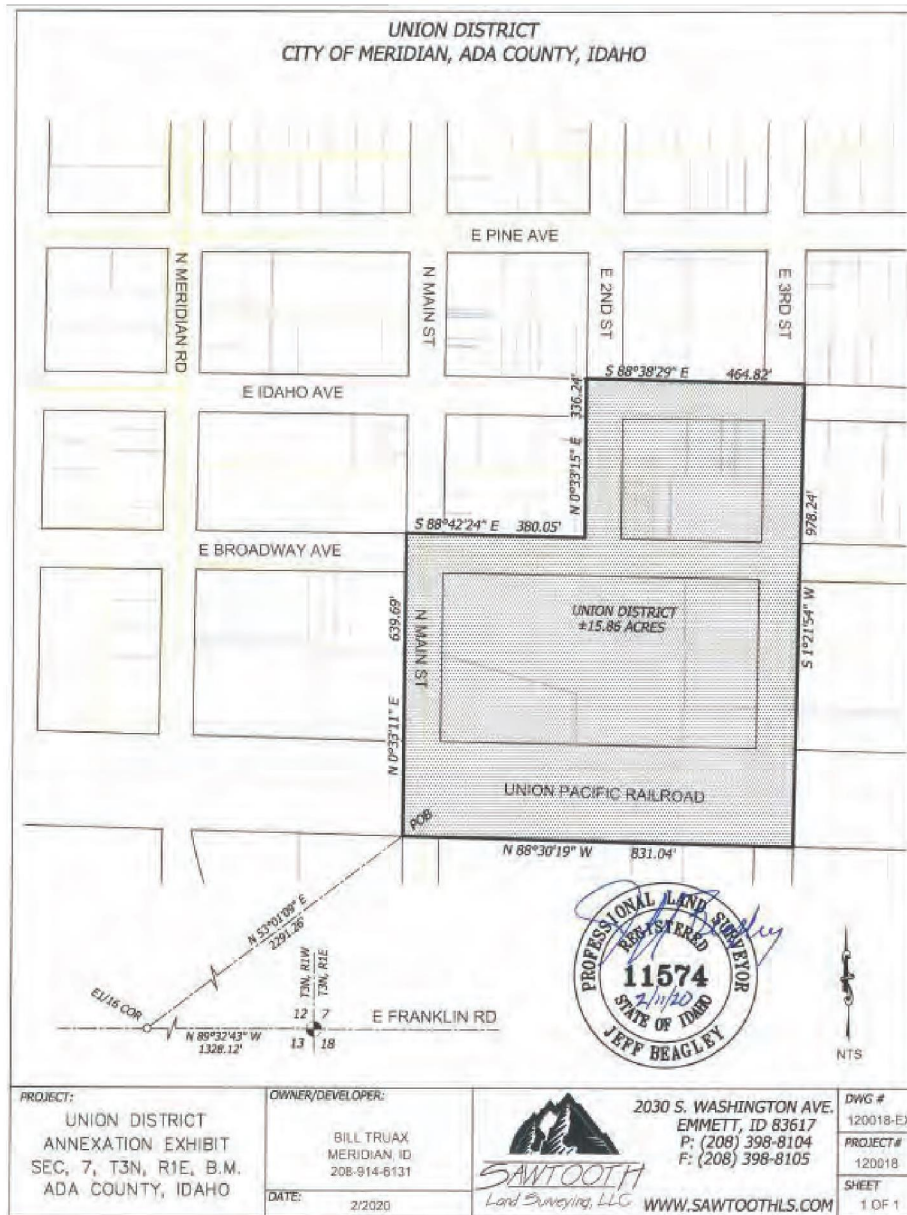 UNION DISTRICT
CITY OF MERIDIAN, ADA COUNTY, IDAHO
E PINE AVE
N MERIDIAN RD
N MAIN ST
E 2ND ST
E 3RD ST
S 88°38'29" E 464.82'
E IDAHO AVE
336.24'
N 0°33'15" E
S 88°42'24" E 380.05'
978.24'
E BROADWAY AVE
639.69'
N MAIN ST
UNION DISTRICT
±15.86 ACRES
S 1°21'54" W
N 0°33'11" E
UNION PACIFIC RAILROAD
POB
N 88°30'19" W 831.04'
N 53°01'09" E
2291.26'
E1/16 COR
T3N, R1W
T3N, R1E
12 7
13 18
E FRANKLIN RD
N 89°32'43" W
1328.12'
PROFESSIONAL LAND SURVEYOR
REGISTERED
11574
2/11/20
STATE OF IDAHO
JEFF BEAGLEY
NTS
PROJECT:
UNION DISTRICT
ANNEXATION EXHIBIT
SEC, 7, T3N, R1E, B.M.
ADA COUNTY, IDAHO
OWNER/DEVELOPER:
BILL TRUAX
MERIDIAN, ID
208-914-6131
DATE:
2/2020
SAWTOOTH
Land Surveying, LLC
2030 S. WASHINGTON AVE.
EMMETT, ID 83617
P: (208) 398-8104
F: (208) 398-8105
WWW.SAWTOOTHLS.COM
DWG #
120018-EX
PROJECT#
120018
SHEET
1 OF 1